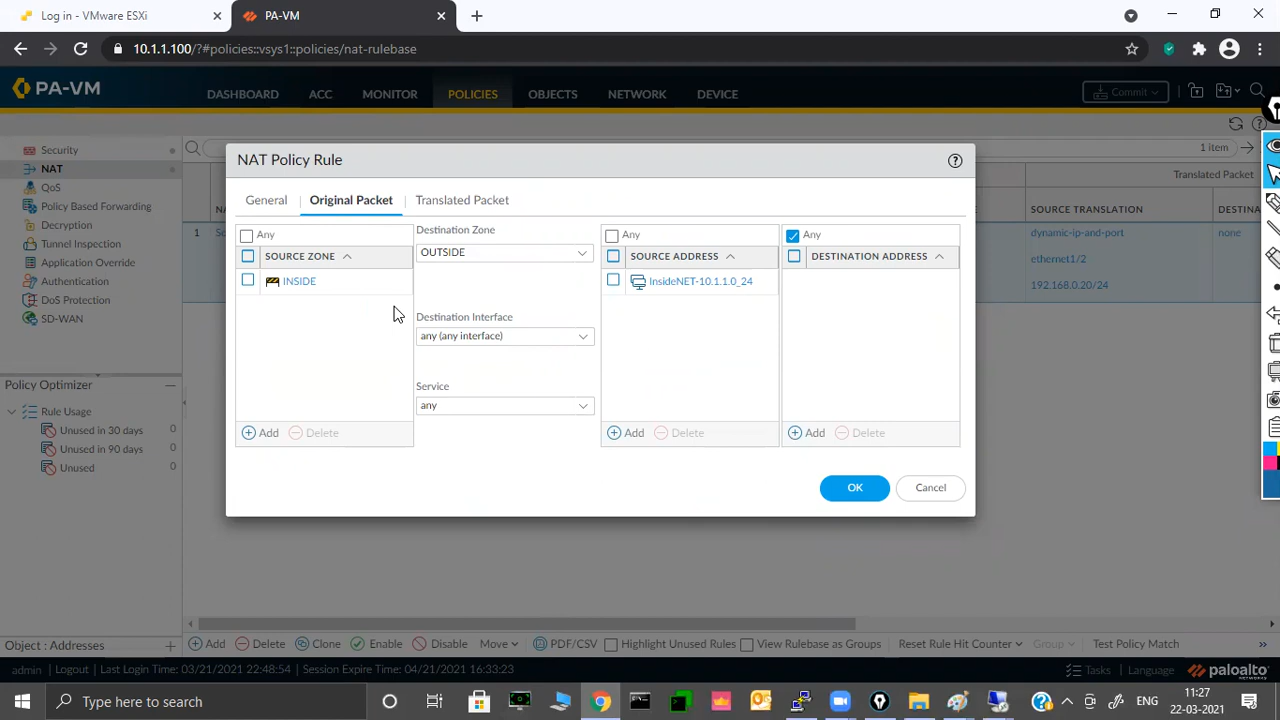 Log in - VMware ESXi
PA-VM
10.1.1.100/?#policies::vsys1::policies/nat-rulebase
PA-VM
DASHBOARD
ACC
MONITOR
POLICIES
OBJECTS
NETWORK
DEVICE
Commit
Security
NAT
QoS
Policy Based Forwarding
Decryption
Tunnel Inspection
Application Override
Authentication
DoS Protection
SD-WAN
Policy Optimizer
Rule Usage
Unused in 30 days 0
Unused in 90 days 0
Unused 0
Object : Addresses
1 item
Translated Packet
SOURCE TRANSLATION
1
dynamic-ip-and-port
none
ethernet1/2
192.168.0.20/24
NAT Policy Rule
General
Original Packet
Translated Packet
Any
SOURCE ZONE
INSIDE
Add
Delete
Destination Zone
OUTSIDE
Destination Interface
any (any interface)
Service
any
Any
SOURCE ADDRESS
InsideNET-10.1.1.0_24
Add
Delete
Any
DESTINATION ADDRESS
Add
Delete
OK
Cancel
Add
Delete
Clone
Enable
Disable
Move
PDF/CSV
Highlight Unused Rules
View Rulebase as Groups
Reset Rule Hit Counter
Group
Test Policy Match
admin | Logout | Last Login Time: 03/21/2021 22:48:54 | Session Expire Time: 04/21/2021 16:33:23
Tasks | Language
paloalto
NETWORKS
Type here to search
ENG
11:27
22-03-2021